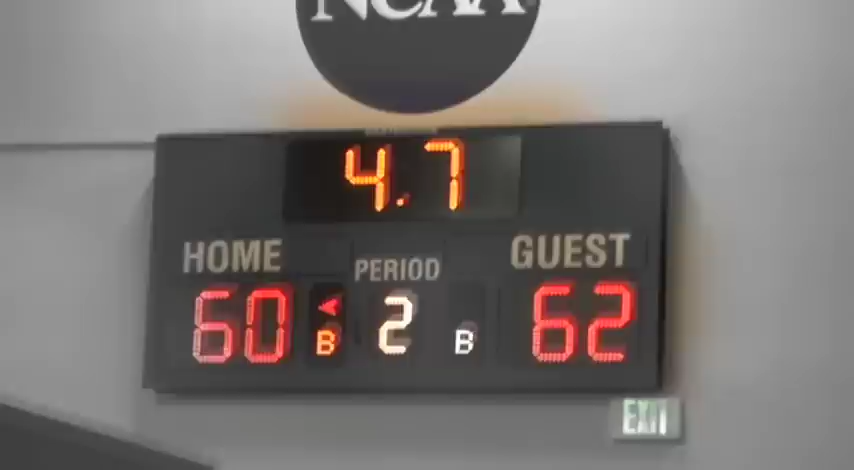 NCAA
4.7
HOME PERIOD GUEST
60 B 2 B 62
EXIT